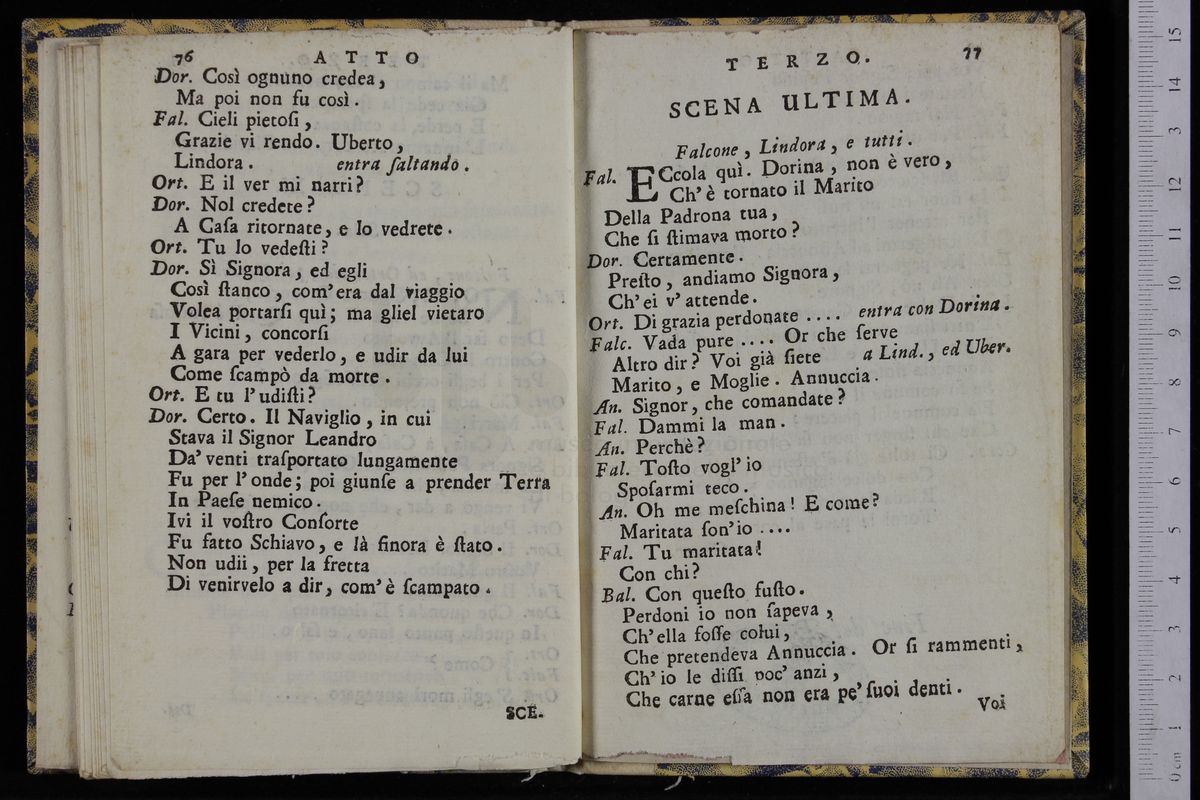 76 ATTO
Dor. Così ognuno credea,
Ma poi non fu così.
Fal. Cieli pietoſi,
Grazie vi rendo. Uberto,
Lindora. entra ſaltando.
Ort. E il ver mi narri?
Dor. Nol credete?
A Caſa ritornate, e lo vedrete.
Ort. Tu lo vedeſti?
Dor. Sì Signora, ed egli
Così ſtanco, com' era dal viaggio
Volea portarſi quì; ma gliel vietaro
I Vicini, concorſi
A gara per vederlo, e udir da lui
Come ſcampò da morte.
Ort. E tu l' udiſti?
Dor. Certo. Il Naviglio, in cui
Stava il Signor Leandro
Da' venti traſportato lungamente
Fu per l' onde; poi giunſe a prender Terra
In Paeſe nemico.
Ivi il voſtro Conſorte
Fu fatto Schiavo, e là finora è ſtato.
Non udii, per la fretta
Di venirvelo a dir, com' è ſcampato.
SCE.
TERZO. 77
SCENA ULTIMA.
Falcone, Lindora, e tutti.
Fal. ECcola quì. Dorina, non è vero,
Ch' è tornato il Marito
Della Padrona tua,
Che ſi ſtimava morto?
Dor. Certamente.
Preſto, andiamo Signora,
Ch' ei v' attende.
Ort. Di grazia perdonate .... entra con Dorina.
Falc. Vada pure .... Or che ſerve
Altro dir? Voi già ſiete a Lind., ed Uber.
Marito, e Moglie. Annuccia.
An. Signor, che comandate?
Fal. Dammi la man.
An. Perchè?
Fal. Toſto vogl' io
Spoſarmi teco.
An. Oh me meſchina! E come?
Maritata ſon' io ....
Fal. Tu maritata!
Con chi?
Bal. Con queſto fuſto.
Perdoni io non ſapeva,
Ch' ella foſſe colui,
Che pretendeva Annuccia. Or ſi rammenti,
Ch' io le diſſi poc' anzi,
Che carne eſſa non era pe' ſuoi denti.
Voi